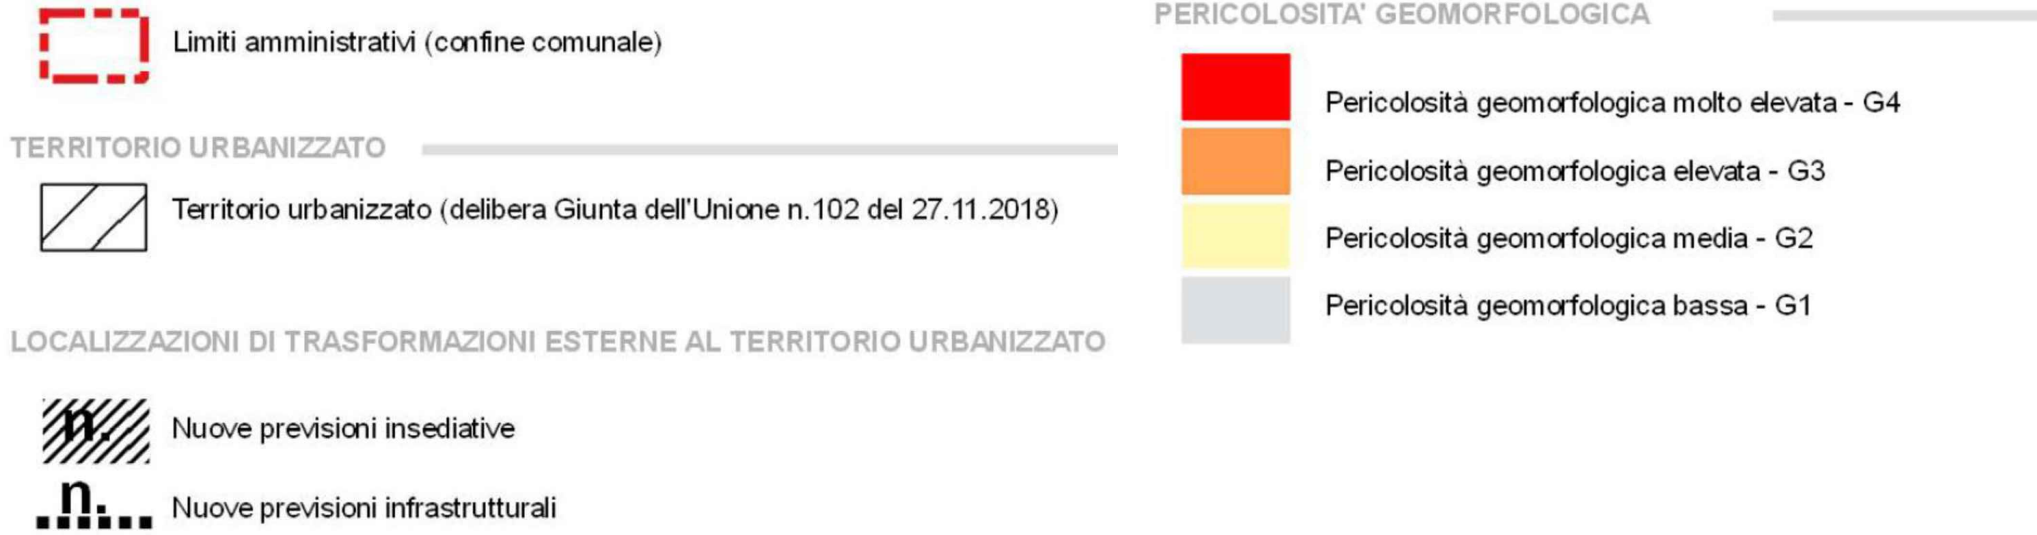 Limiti amministrativi (confine comunale)
TERRITORIO URBANIZZATO
Territorio urbanizzato (delibera Giunta dell'Unione n.102 del 27.11.2018)
LOCALIZZAZIONI DI TRASFORMAZIONI ESTERNE AL TERRITORIO URBANIZZATO
n.
Nuove previsioni insediative
n.
Nuove previsioni infrastrutturali
PERICOLOSITA' GEOMORFOLOGICA
Pericolosità geomorfologica molto elevata - G4
Pericolosità geomorfologica elevata - G3
Pericolosità geomorfologica media - G2
Pericolosità geomorfologica bassa - G1